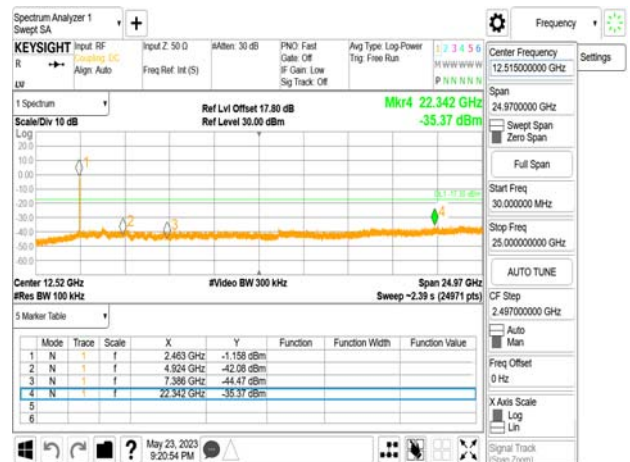 Spectrum Analyzer 1
Swept SA
Frequency
KEYSIGHT
R
Input: RF
Coupling: DC
Align: Auto
Input Z: 50 Ω
Freq Ref: Int (S)
#Atten: 30 dB
PNO: Fast
Gate: Off
IF Gain: Low
Sig Track: Off
Avg Type: Log-Power
Trig: Free Run
1 2 3 4 5 6
M W W W W W
P N N N N N
Center Frequency
12.515000000 GHz
Settings
Span
24.9700000 GHz
Swept Span
Zero Span
Full Span
Start Freq
30.000000 MHz
Stop Freq
25.000000000 GHz
AUTO TUNE
CF Step
2.497000000 GHz
Auto
Man
Freq Offset
0 Hz
X Axis Scale
Log
Lin
Signal Track
(Span Zoom)
1 Spectrum
Scale/Div 10 dB
Ref Lvl Offset 17.80 dB
Ref Level 30.00 dBm
Mkr4 22.342 GHz
-35.37 dBm
Log
20.0
10.0
0.00
-10.0
-20.0
-30.0
-40.0
-50.0
-60.0
1
2
3
4
Center 12.52 GHz
#Res BW 100 kHz
#Video BW 300 kHz
Span 24.97 GHz
Sweep ~2.39 s (24971 pts)
5 Marker Table
Mode Trace Scale X Y Function Function Width Function Value
1 N 1 f 2.463 GHz -1.158 dBm
2 N 1 f 4.924 GHz -42.08 dBm
3 N 1 f 7.386 GHz -44.47 dBm
4 N 1 f 22.342 GHz -35.37 dBm
5
6
?
May 23, 2023
9:20:54 PM